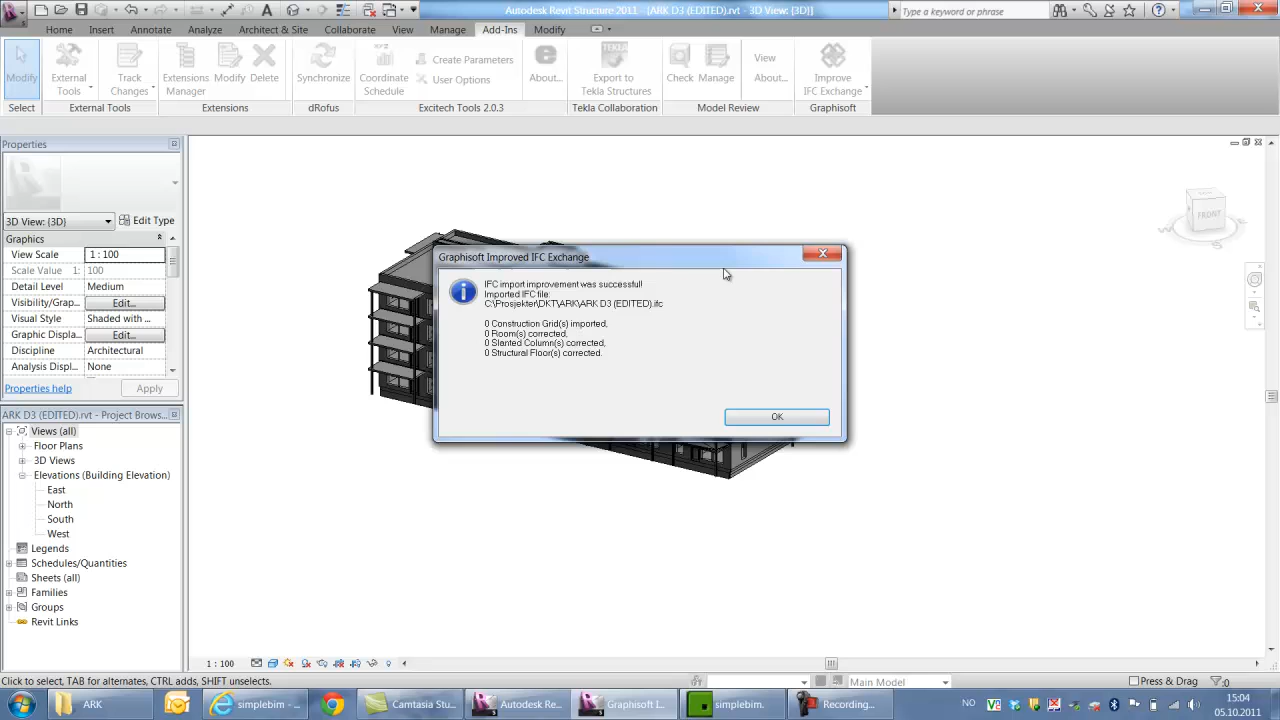 Autodesk Revit Structure 2011 - [ARK D3 (EDITED).rvt - 3D View: {3D}]
Type a keyword or phrase
Home
Insert
Annotate
Analyze
Architect & Site
Collaborate
View
Manage
Add-Ins
Modify
Modify
External
Tools
Track
Changes
Extensions
Manager
Modify
Delete
Synchronize
Coordinate
Schedule
Create Parameters
User Options
About...
Export to
Tekla Structures
Check
Manage
View
About...
Improve
IFC Exchange
Select
External Tools
Extensions
dRofus
Excitech Tools 2.0.3
Tekla Collaboration
Model Review
Graphisoft
Properties
3D View: {3D}
Edit Type
Graphics
View Scale
1 : 100
Scale Value 1:
100
Detail Level
Medium
Visibility/Grap...
Edit...
Visual Style
Shaded with ...
Graphic Displa...
Edit...
Discipline
Architectural
Analysis Displ...
None
Properties help
Apply
ARK D3 (EDITED).rvt - Project Brows...
Views (all)
Floor Plans
3D Views
Elevations (Building Elevation)
East
North
South
West
Legends
Schedules/Quantities
Sheets (all)
Families
Groups
Revit Links
FRONT
Graphisoft Improved IFC Exchange
IFC import improvement was successful!
Imported IFC file:
C:\Prosjekter\DKT\ARK\ARK D3 (EDITED).ifc
0 Construction Grid(s) imported,
0 Room(s) corrected,
0 Slanted Column(s) corrected,
0 Structural Floor(s) corrected.
OK
1 : 100
Click to select, TAB for alternates, CTRL adds, SHIFT unselects.
Main Model
Press & Drag
:0
ARK
simplebim - ...
Camtasia Stu...
Autodesk Re...
Graphisoft I...
simplebim.
Recording...
NO
15:04
05.10.2011